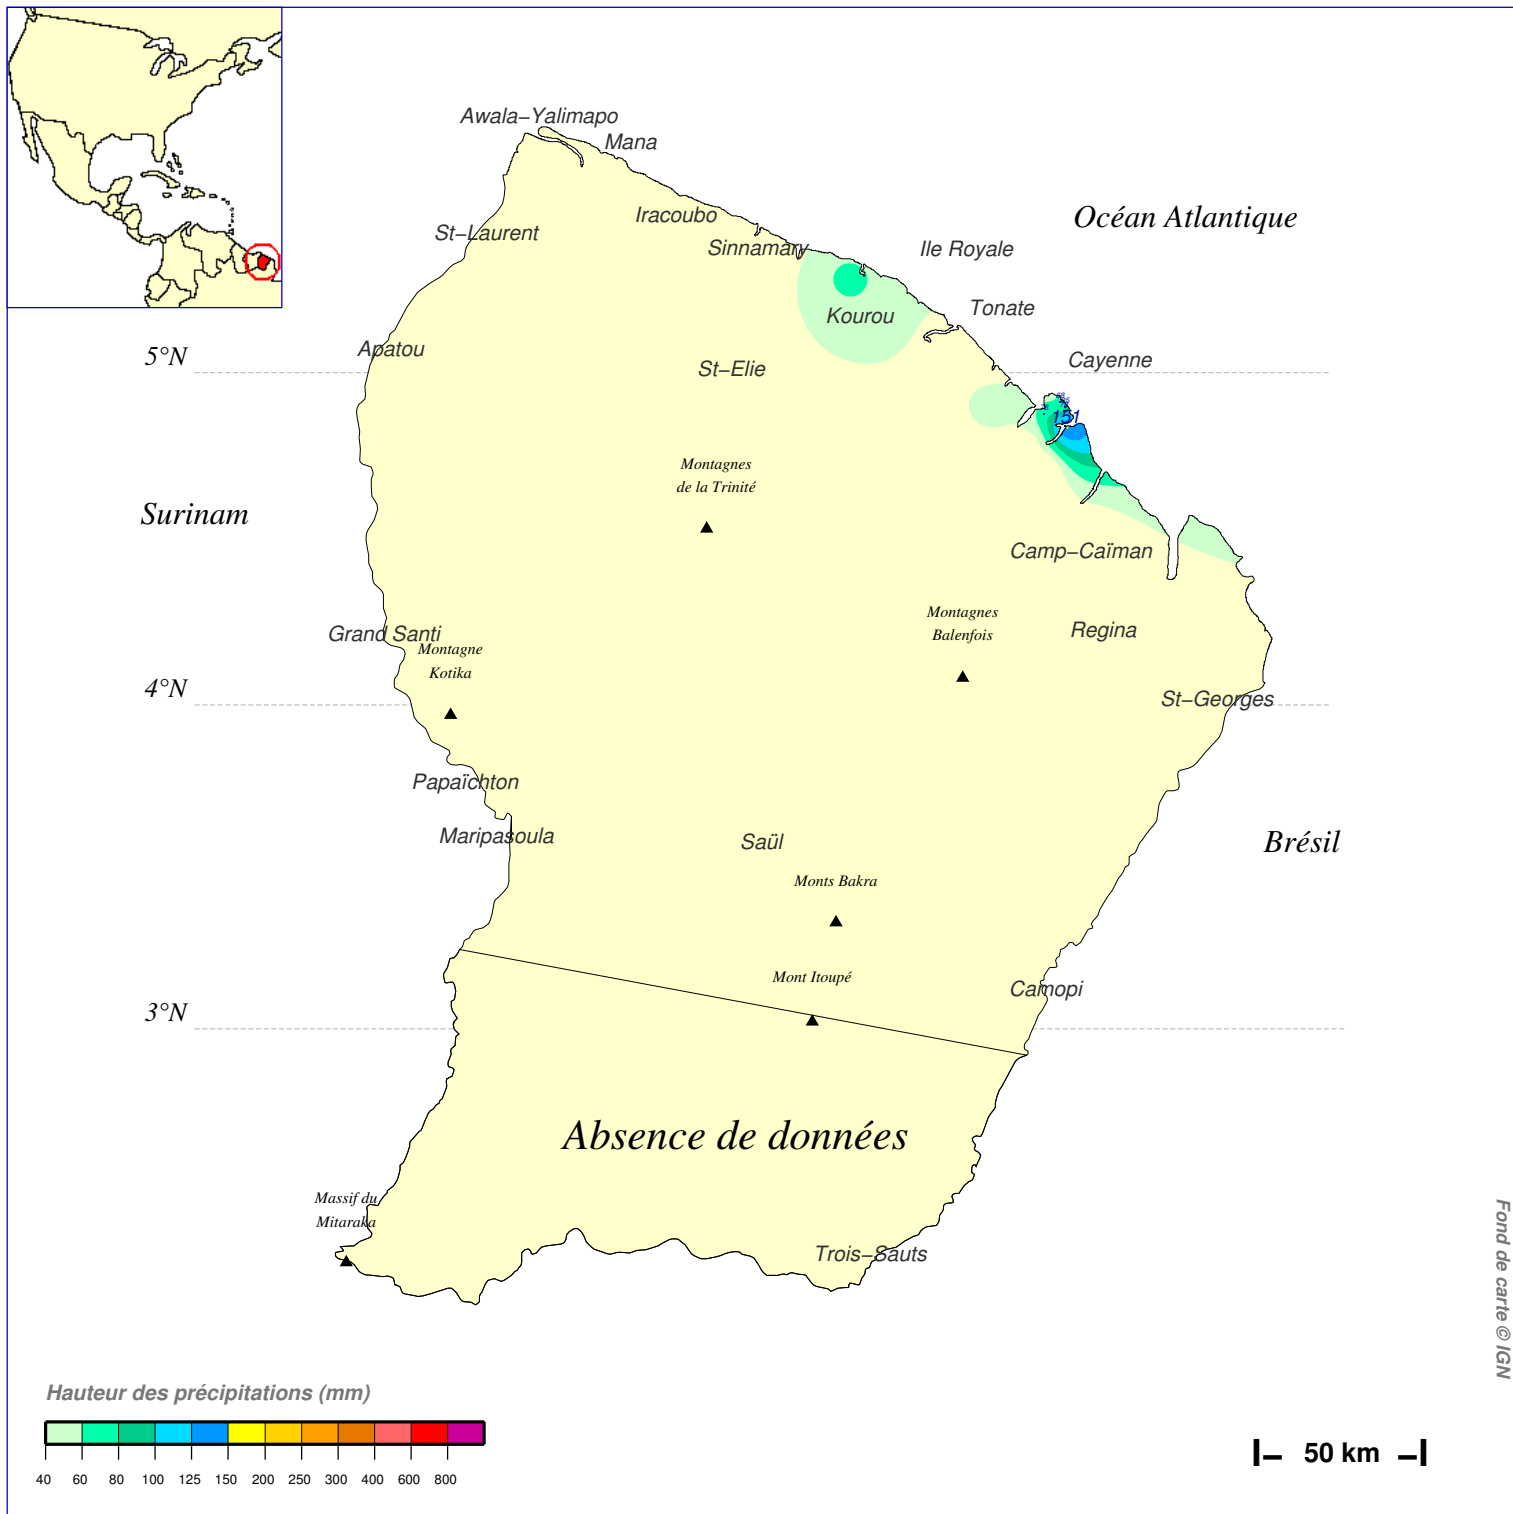 Awala−Yalimapo
Mana
Iracoubo
Océan Atlantique
St−Laurent
Sinnamary
Ile Royale
Tonate
Kourou
Apatou
5°N
Cayenne
St−Elie
151
Montagnes
de la Trinité
Surinam
Camp−Caïman
Montagnes
Balenfois
Regina
Grand Santi
Montagne
Kotika
4°N
St−Georges
Papaïchton
Maripasoula
Saül
Brésil
Monts Bakra
Mont Itoupé
Camopi
3°N
Absence de données
Massif du
Mitaraka
Trois−Sauts
Fond de carte © IGN
Hauteur des précipitations (mm)
40 60 80 100 125 150 200 250 300 400 600 800
50 km